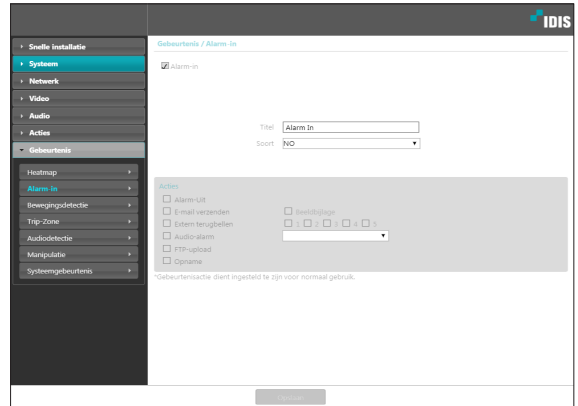 IDIS
Snelle installatie
Systeem
Netwerk
Video
Audio
Acties
Gebeurtenis
Heatmap
Alarm-in
Bewegingsdetectie
Trip-Zone
Audiodetectie
Manipulatie
Systeemgebeurtenis
Gebeurtenis / Alarm-in
Alarm-in
Titel Alarm In
Soort NO
Acties
Alarm-Uit
E-mail verzenden Beeldbijlage
Extern terugbellen 1 2 3 4 5
Audio-alarm
FTP-upload
Opname
*Gebeurtenisactie dient ingesteld te zijn voor normaal gebruik.
Opslaan